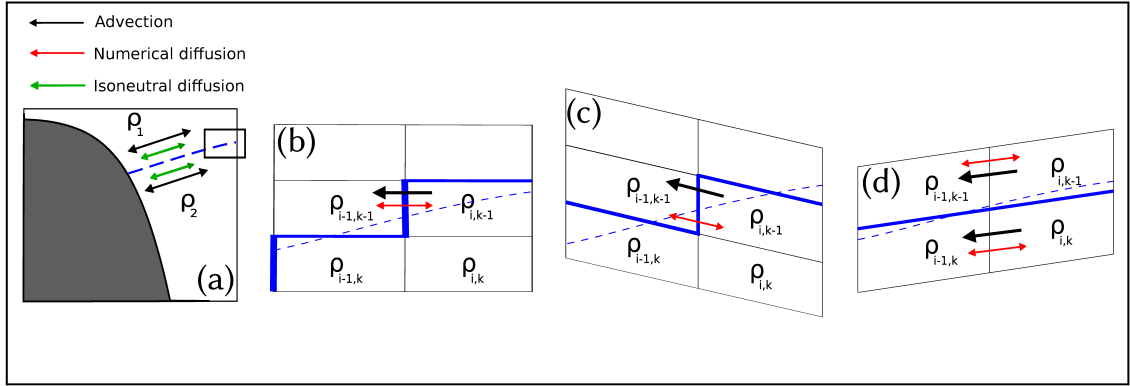 Advection
Numerical diffusion
Isoneutral diffusion
ρ1
ρ2
(a)
(b)
ρi-1,k-1
ρi,k-1
ρi-1,k
ρi,k
(c)
ρi-1,k-1
ρi,k-1
ρi-1,k
ρi,k
(d)
ρi-1,k-1
ρi,k-1
ρi-1,k
ρi,k